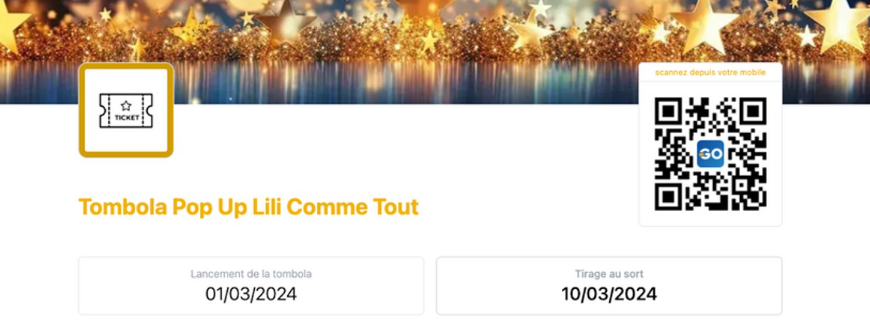 scannez depuis votre mobile
TICKET
GO
Tombola Pop Up Lili Comme Tout
Lancement de la tombola
01/03/2024
Tirage au sort
10/03/2024